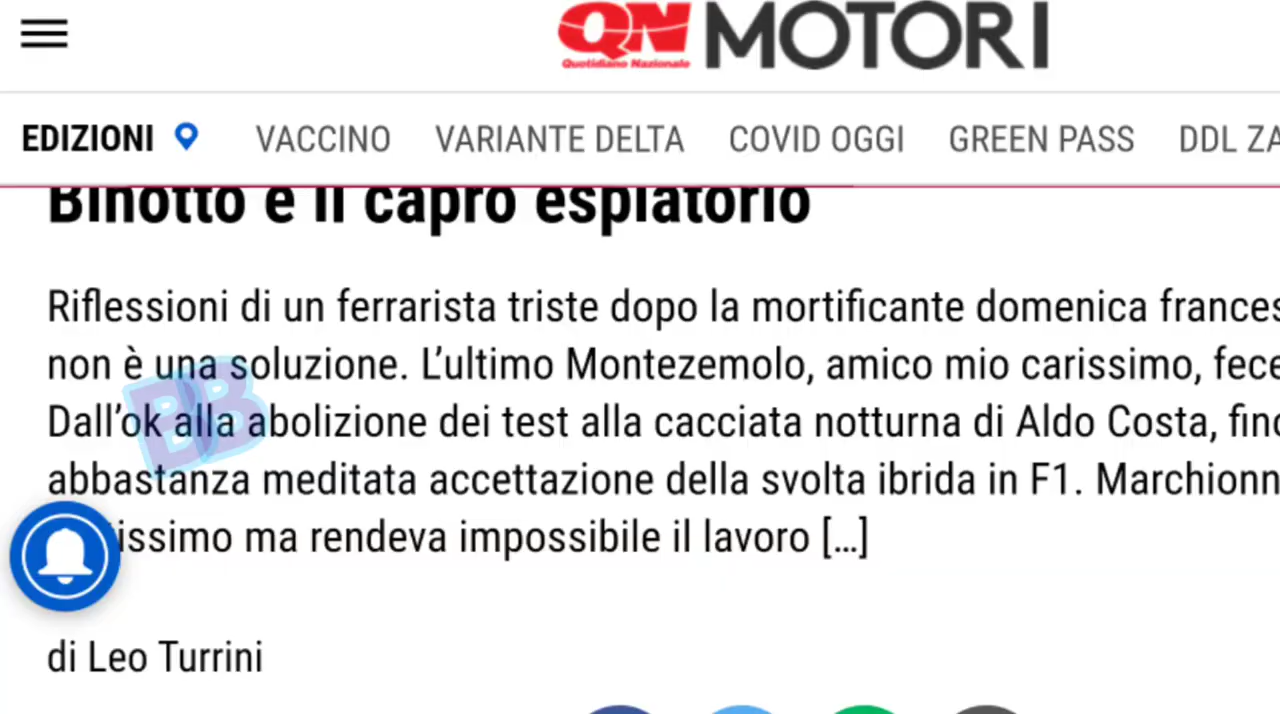 QN MOTORI
Quotidiano Nazionale
EDIZIONI VACCINO VARIANTE DELTA COVID OGGI GREEN PASS DDL ZA
Binotto e il capro espiatorio
Riflessioni di un ferrarista triste dopo la mortificante domenica frances
non è una soluzione. L’ultimo Montezemolo, amico mio carissimo, fece
Dall’ok alla abolizione dei test alla cacciata notturna di Aldo Costa, fino
abbastanza meditata accettazione della svolta ibrida in F1. Marchionn
issimo ma rendeva impossibile il lavoro [...]
BB
di Leo Turrini